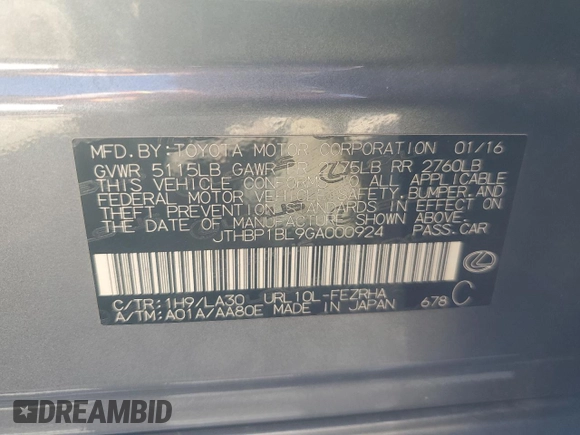 MFD.BY:TOYOTA MOTOR CORPORATION 01/16
GVWR 5115LB GAWR FR 2475LB RR 2760LB
THIS VEHICLE CONFORMS TO ALL APPLICABLE
FEDERAL MOTOR VEHICLE SAFETY, BUMPER, AND
THEFT PREVENTION STANDARDS IN EFFECT ON
THE DATE OF MANUFACTURE SHOWN ABOVE.
JTHBP1BL9GA000924 PASS.CAR
C/TR:1H9/LA30 URL10L-FEZRHA
A/TM:A01A/AA80E MADE IN JAPAN 678 C
DREAMBID